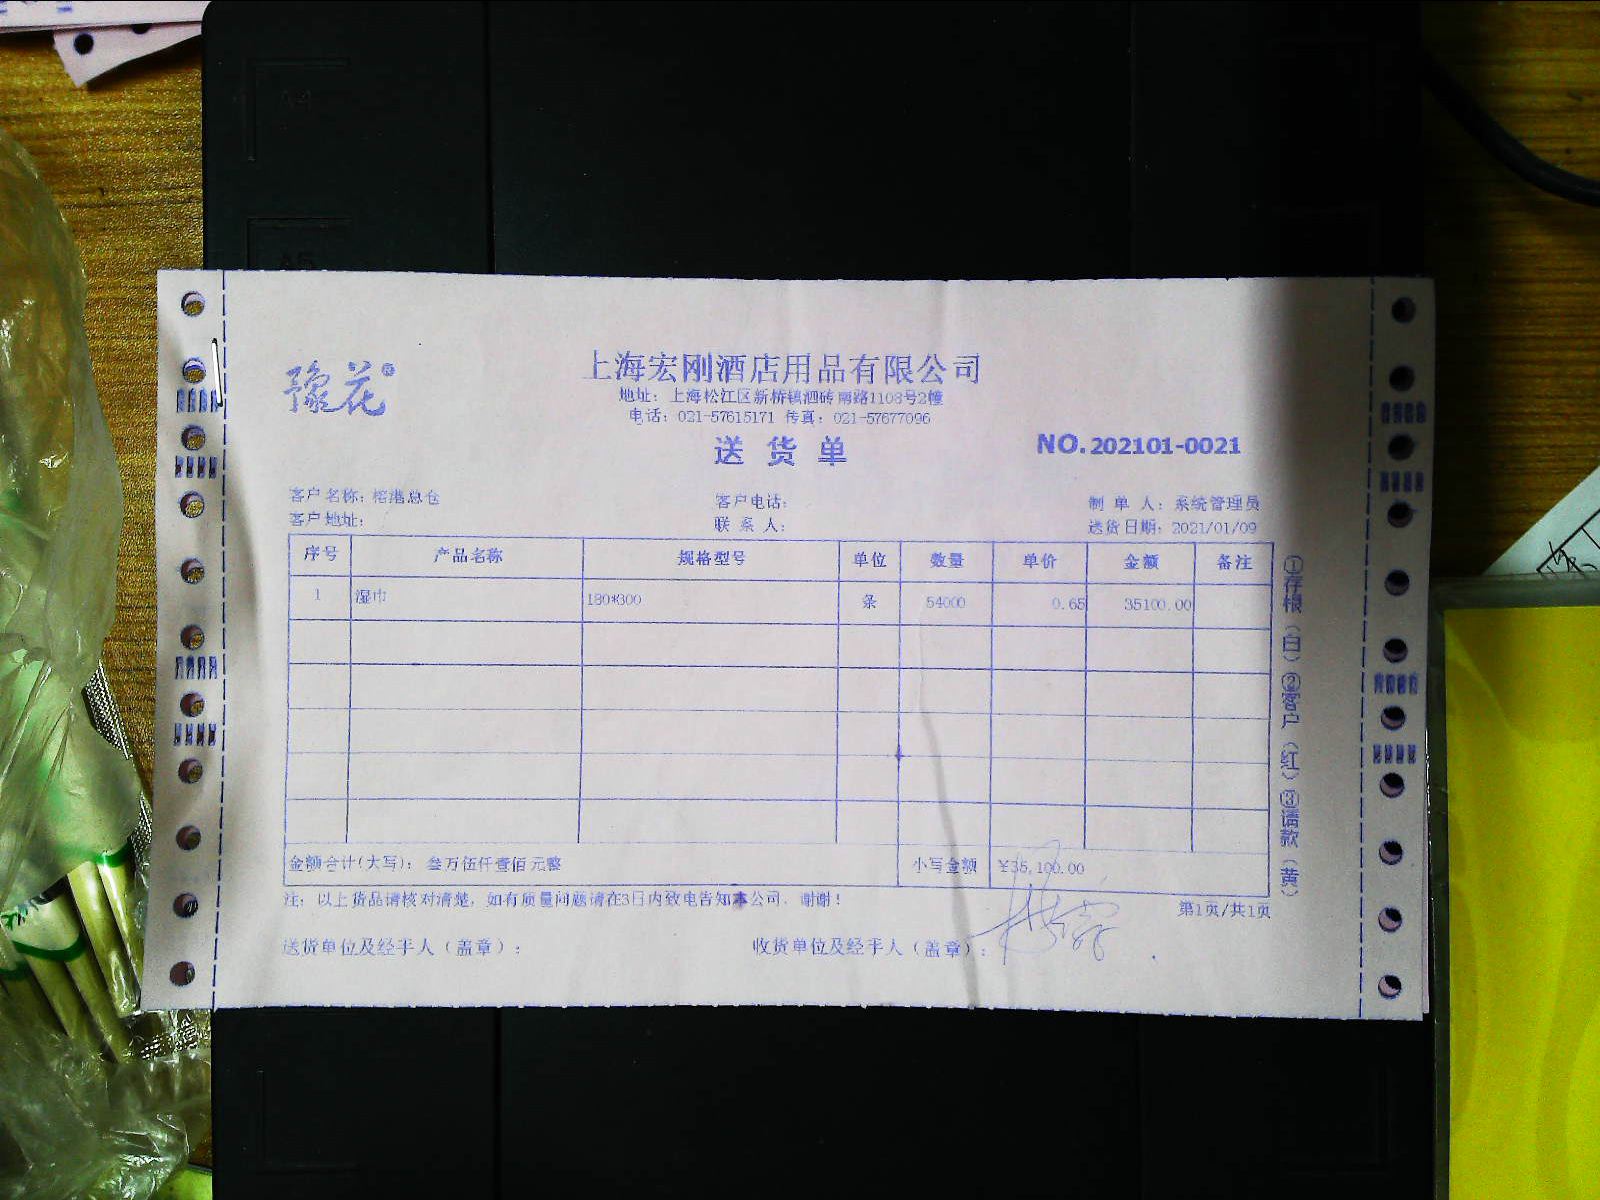 豫花®
上海宏刚酒店用品有限公司
地址：上海松江区新桥镇泗砖南路1108号2幢
电话：021-57615171 传真：021-57677096
送货单
NO.202101-0021
客户名称：榕港总仓 客户电话： 制单人：系统管理员
客户地址： 联系人： 送货日期：2021/01/09
序号 产品名称 规格型号 单位 数量 单价 金额 备注
1 湿巾 180*300 条 54000 0.65 35100.00
金额合计(大写)： 叁万伍仟壹佰元整 小写金额 ¥35,100.00
注：以上货品请核对清楚，如有质量问题请在3日内致电告知本公司，谢谢！ 第1页/共1页
送货单位及经手人（盖章）： 收货单位及经手人（盖章）：
①存根（白）②客户（红）③请款（黄）
A4
A5